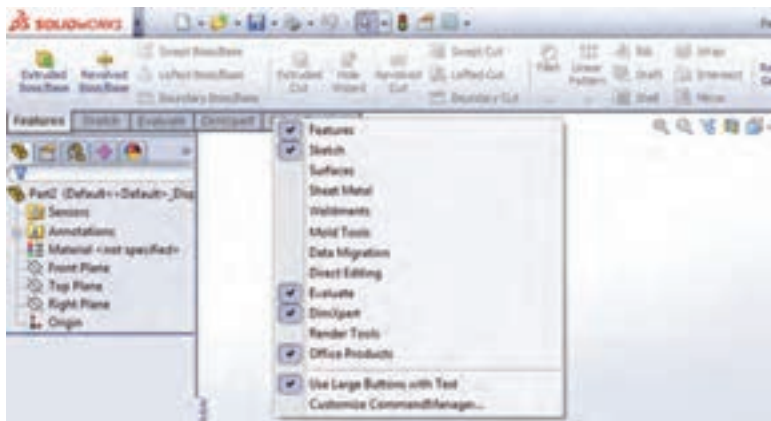 SOLIDWORKS
Extruded Boss/Base
Revolved Boss/Base
Swept Boss/Base
Lofted Boss/Base
Boundary Boss/Base
Extruded Cut
Hole Wizard
Revolved Cut
Swept Cut
Lofted Cut
Boundary Cut
Fillet
Linear Pattern
Rib
Draft
Shell
Wrap
Intersect
Mirror
Features
Sketch
Evaluate
DimXpert
Part2 (Default<<Default>_Disp
Sensors
Annotations
Material <not specified>
Front Plane
Top Plane
Right Plane
Origin
Features
Sketch
Surfaces
Sheet Metal
Weldments
Mold Tools
Data Migration
Direct Editing
Evaluate
DimXpert
Render Tools
Office Products
Use Large Buttons with Text
Customize CommandManager...